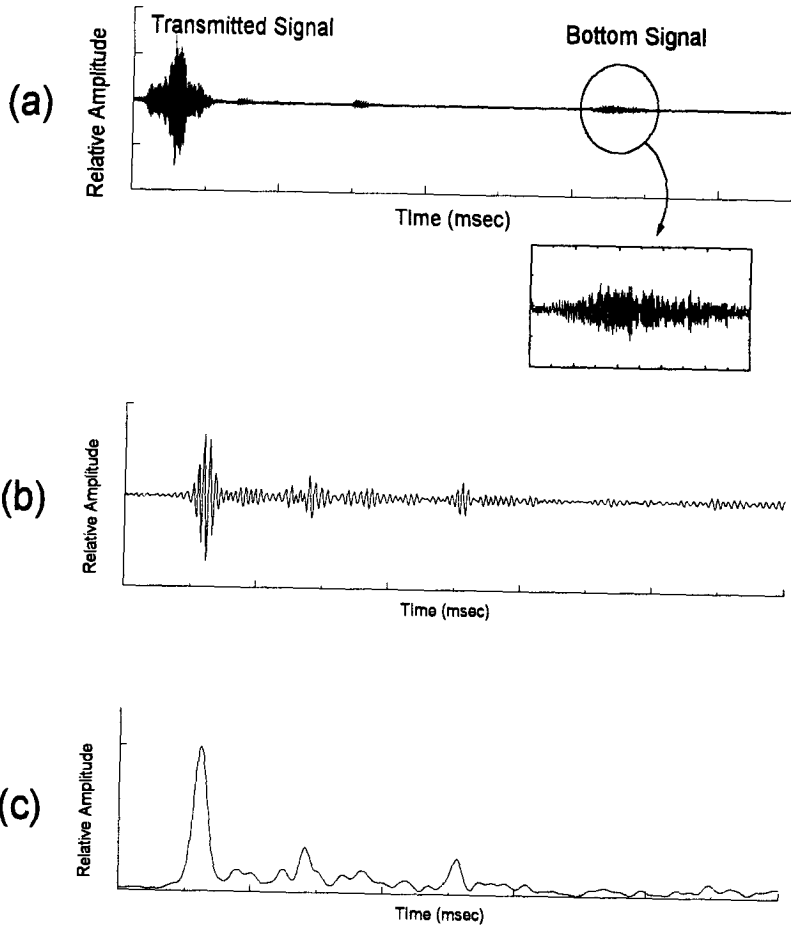 Transmitted Signal
Bottom Signal
(a)
Relative Amplitude
Time (msec)
(b)
Relative Amplitude
Time (msec)
(c)
Relative Amplitude
Time (msec)